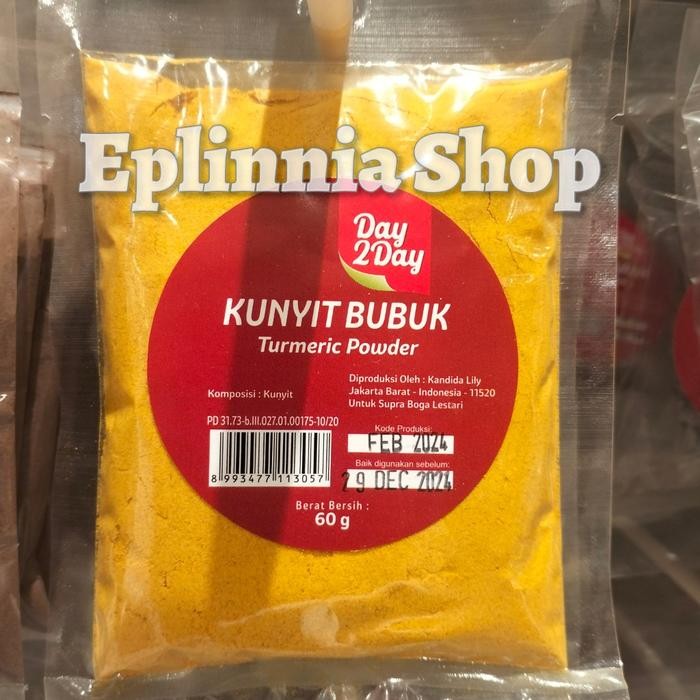 Eplinnia Shop
Day
2Day
KUNYIT BUBUK
Turmeric Powder
Komposisi : Kunyit
Diproduksi Oleh : Kandida Lily
Jakarta Barat - Indonesia - 11520
Untuk Supra Boga Lestari
PD 31.73-b.III.027.01.00175-10/20
Kode Produksi:
FEB 2024
Baik digunakan sebelum:
29 DEC 2024
8 993477 113057
Berat Bersih :
60 g